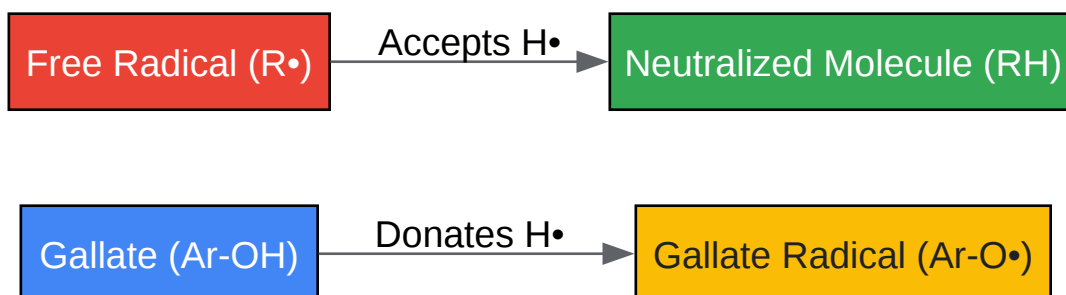 Free Radical (R•)
Accepts H•
Neutralized Molecule (RH)
Gallate (Ar-OH)
Donates H•
Gallate Radical (Ar-O•)